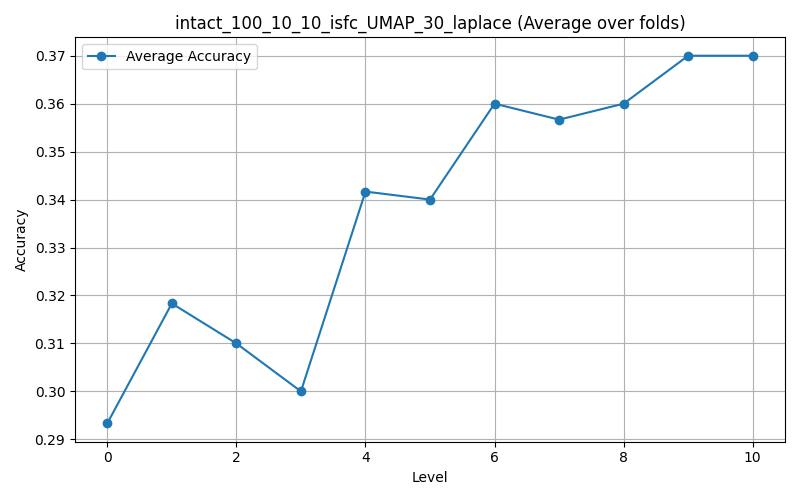 intact_100_10_10_isfc_UMAP_30_laplace (Average over folds)
Average Accuracy
Accuracy
0.37
0.36
0.35
0.34
0.33
0.32
0.31
0.30
0.29
0 2 4 6 8 10
Level